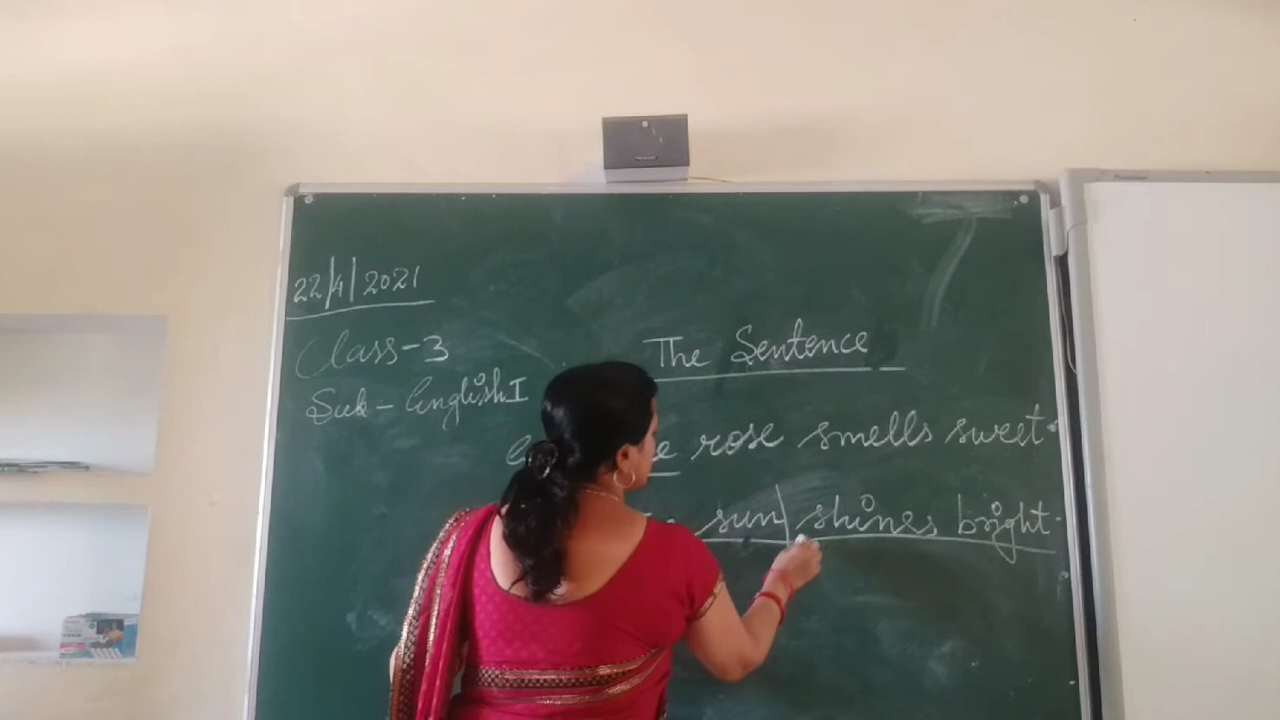 22/4/2021
Class-3
Sub - English I
The Sentence
rose smells sweet.
sun| shines bright.